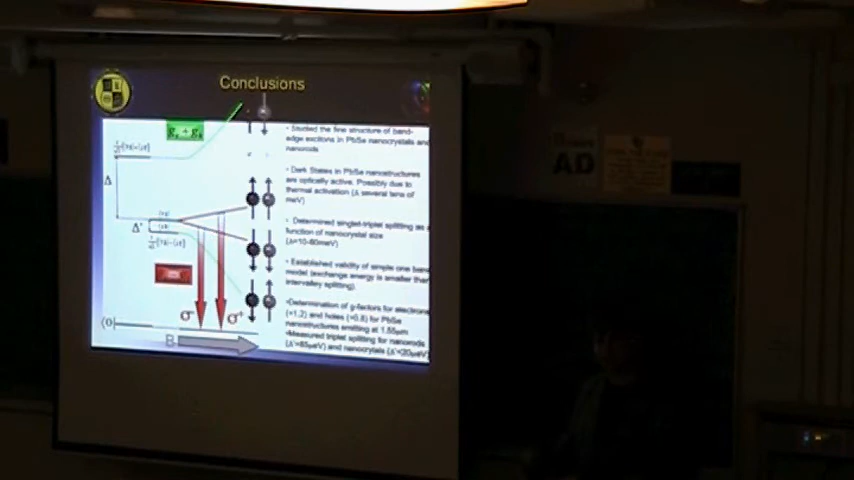 Conclusions
• Studied the fine structure of band-
edge excitons in PbSe nanocrystals and
nanorods
• Dark States in PbSe nanostructures
are optically active. Possibly due to
thermal activation (Δ several tens of
meV)
• Determined singlet-triplet splitting as a
function of nanocrystal size
(Δ=10-80meV)
• Established validity of simple one band
model (exchange energy is smaller than
intervalley splitting).
•Determination of g-factors for electrons
(=1.2) and holes (=0.8) for PbSe
nanostructures emitting at 1.55μm
•Measured triplet splitting for nanorods
and nanocrytals
Δ
Δ'
σ-
σ+
⟨0|
B
AD